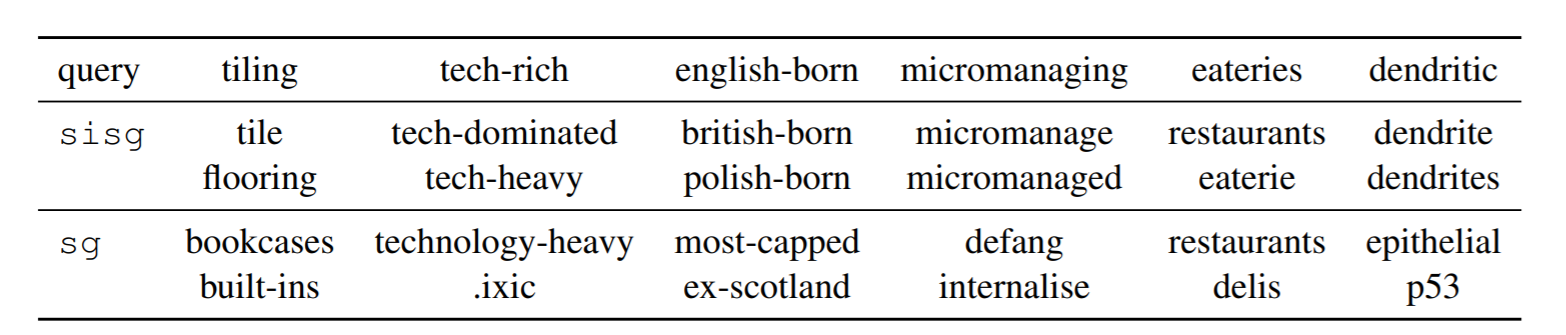 query tiling tech-rich english-born micromanaging eateries dendritic
sisg tile tech-dominated british-born micromanage restaurants dendrite
flooring tech-heavy polish-born micromanaged eaterie dendrites
sg bookcases technology-heavy most-capped defang restaurants epithelial
built-ins .ixic ex-scotland internalise delis p53